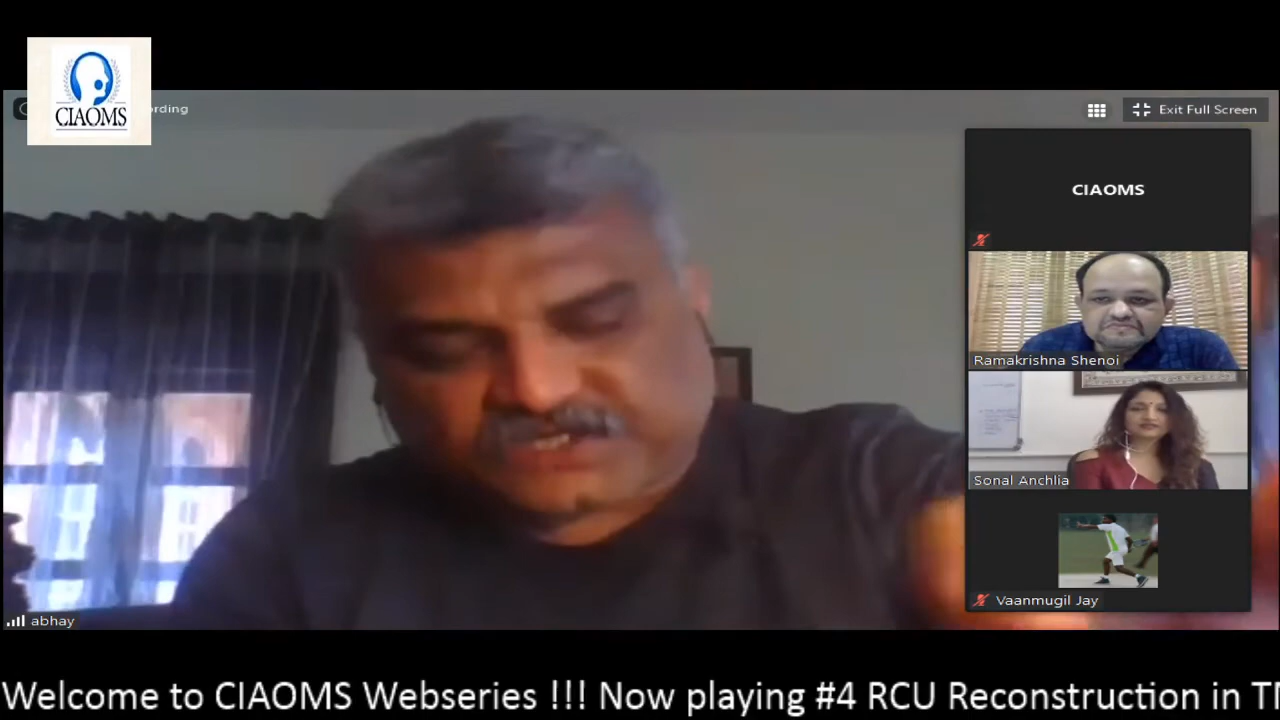 CIAOMS
ording
Exit Full Screen
CIAOMS
Ramakrishna Shenoi
Sonal Anchlia
Vaanmugil Jay
abhay
Welcome to CIAOMS Webseries !!! Now playing #4 RCU Reconstruction in